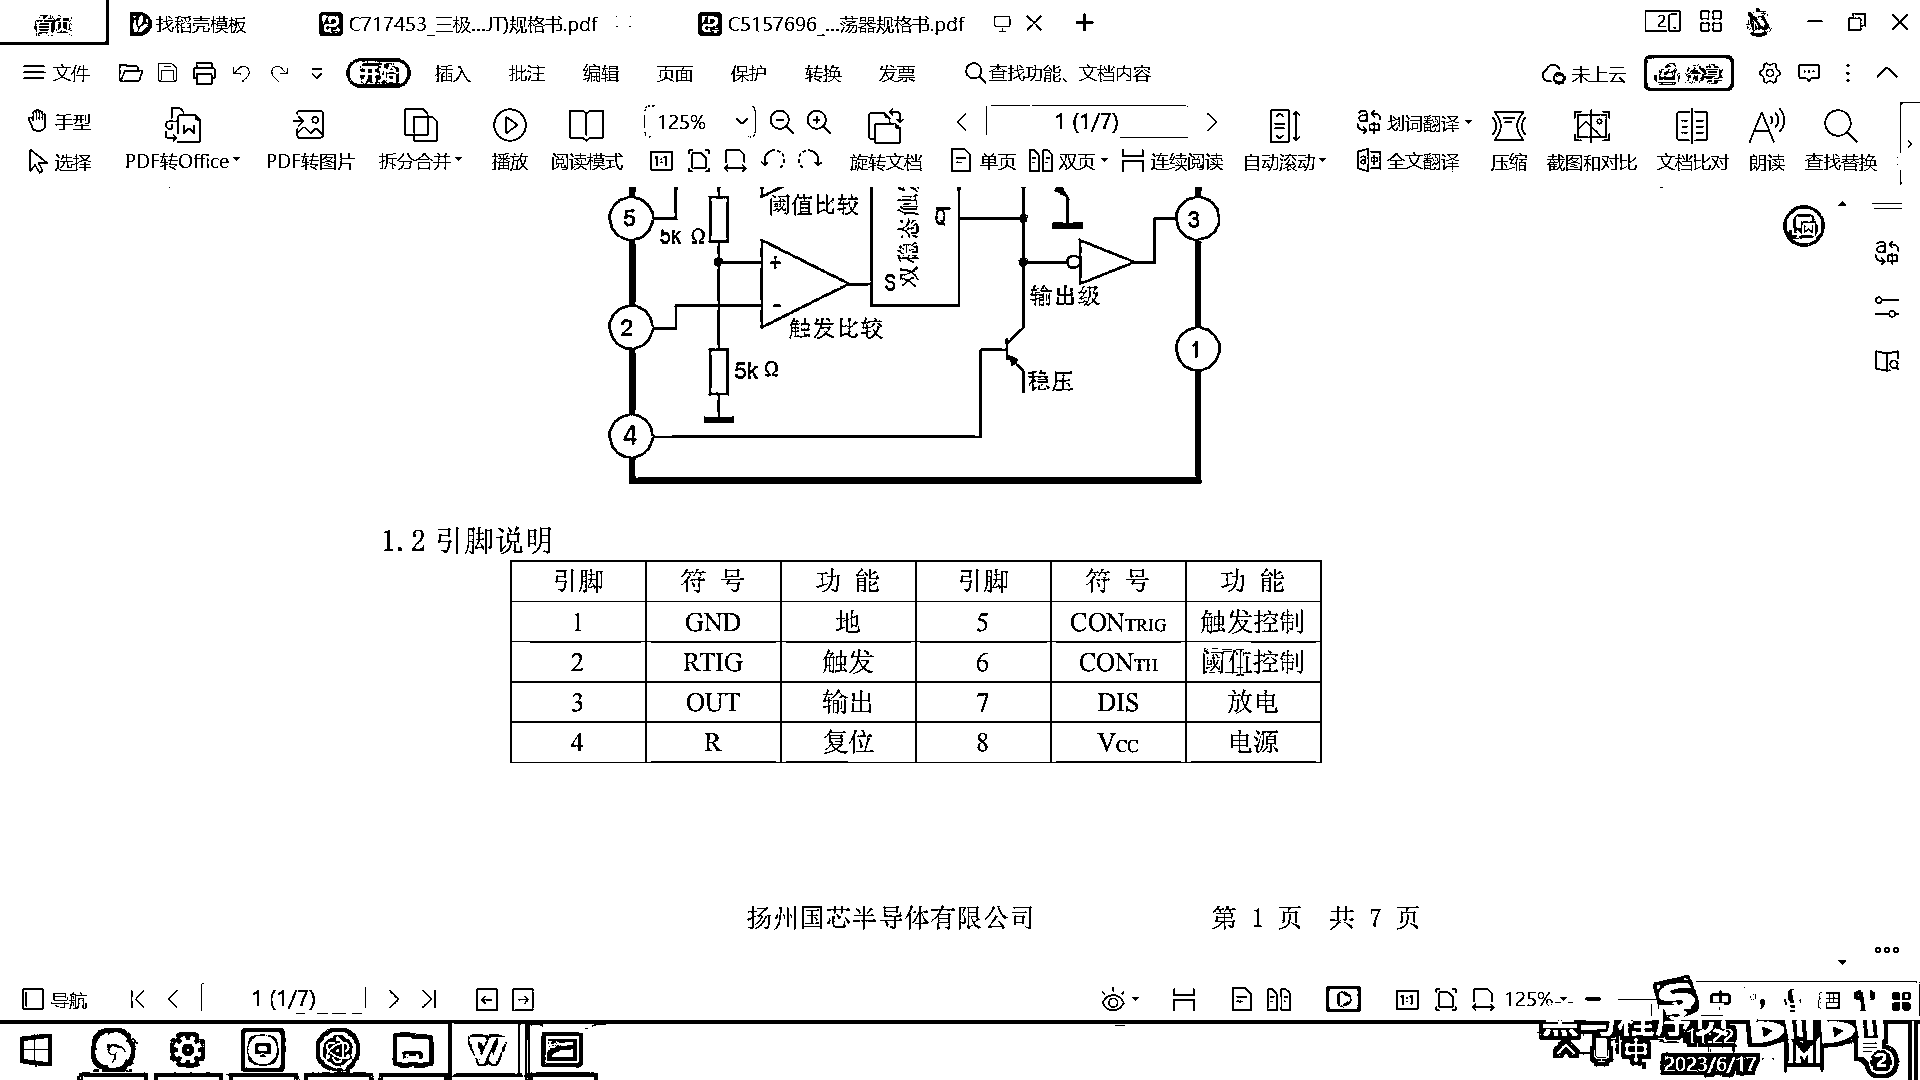 首页 找稻壳模板 C717453_三极...JT)规格书.pdf C5157696_...荡器规格书.pdf
文件 开始 插入 批注 编辑 页面 保护 转换 发票 查找功能、文档内容 未上云 分享
手型 125% 1 (1/7) 划词翻译
选择 PDF转Office PDF转图片 拆分合并 播放 阅读模式 旋转文档 单页 双页 连续阅读 自动滚动 全文翻译 压缩 截图和对比 文档比对 朗读 查找替换
阈值比较
双稳态触
Q
5 5k Ω 3
+
S
输出级
2 -
触发比较
1
5k Ω
稳压
4
1.2 引脚说明
引脚 符 号 功 能 引脚 符 号 功 能
1 GND 地 5 CONTRIG 触发控制
2 RTIG 触发 6 CONTH 阈值控制
3 OUT 输出 7 DIS 放电
4 R 复位 8 VCC 电源
扬州国芯半导体有限公司 第 1 页 共 7 页
导航 1 (1/7) 125%
中
11:22
中
2023/6/17
2